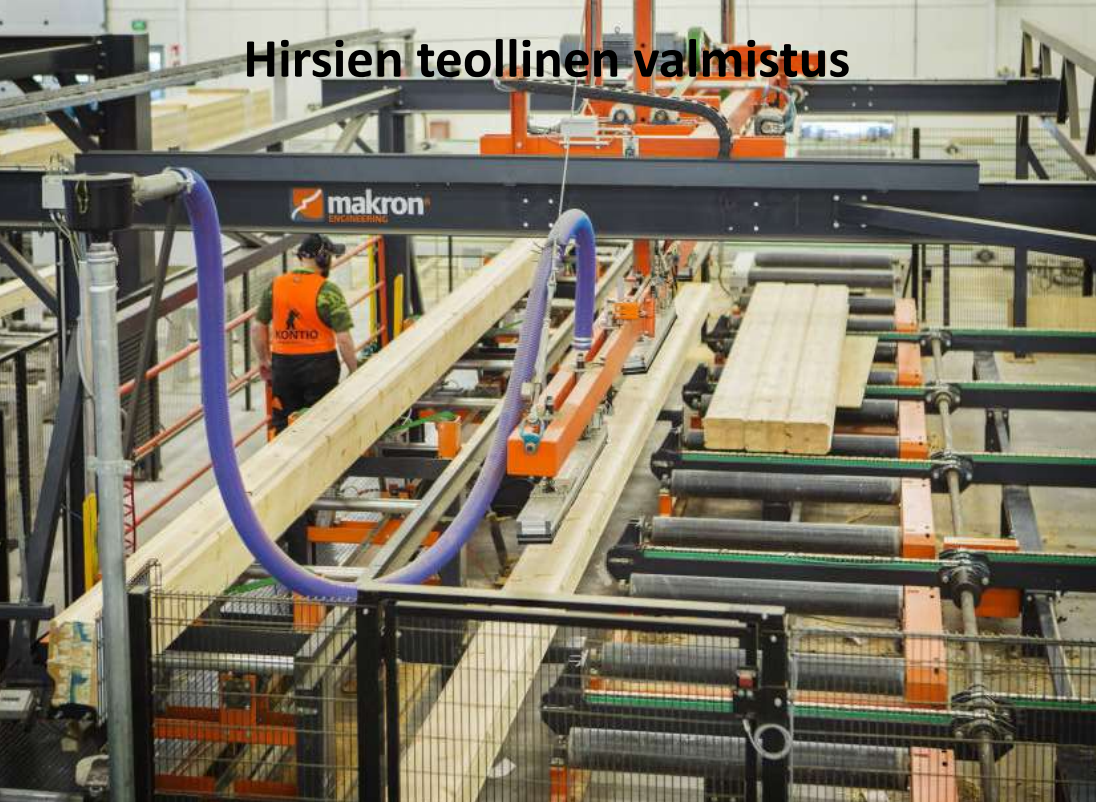 Hirsien teollinen valmistus
makron
ENGINEERING
KONTIO